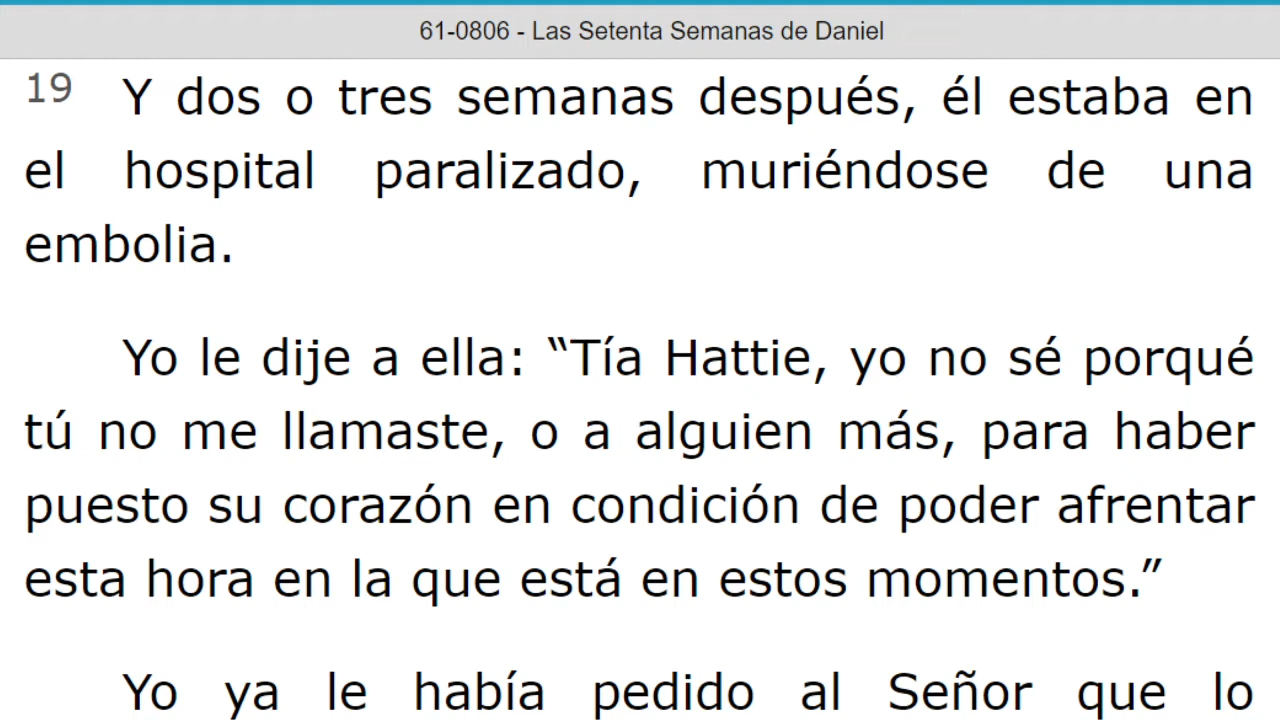 61-0806 - Las Setenta Semanas de Daniel
19 Y dos o tres semanas después, él estaba en
el hospital paralizado, muriéndose de una
embolia.
Yo le dije a ella: “Tía Hattie, yo no sé porqué
tú no me llamaste, o a alguien más, para haber
puesto su corazón en condición de poder afrentar
esta hora en la que está en estos momentos.”
Yo ya le había pedido al Señor que lo